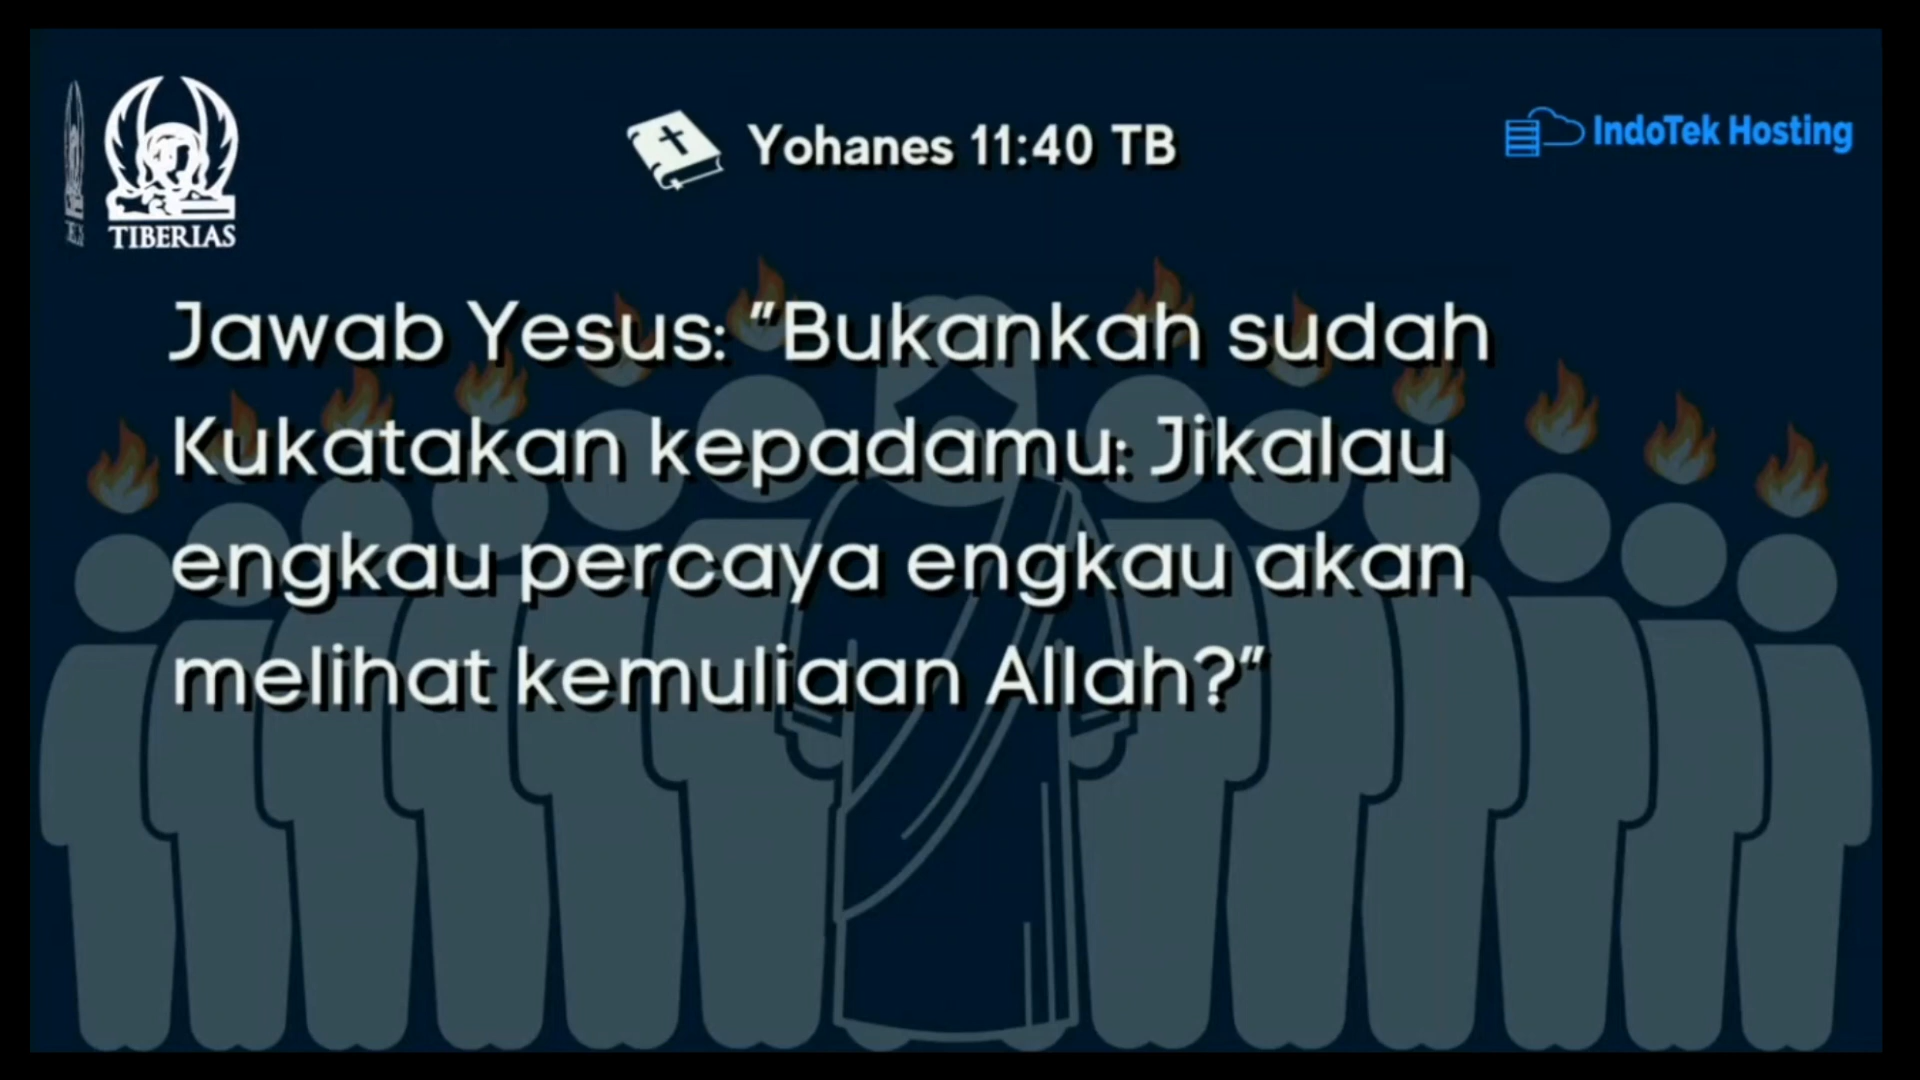 TIBERIAS
Yohanes 11:40 TB
IndoTek Hosting
Jawab Yesus: "Bukankah sudah
Kukatakan kepadamu: Jikalau
engkau percaya engkau akan
melihat kemuliaan Allah?"